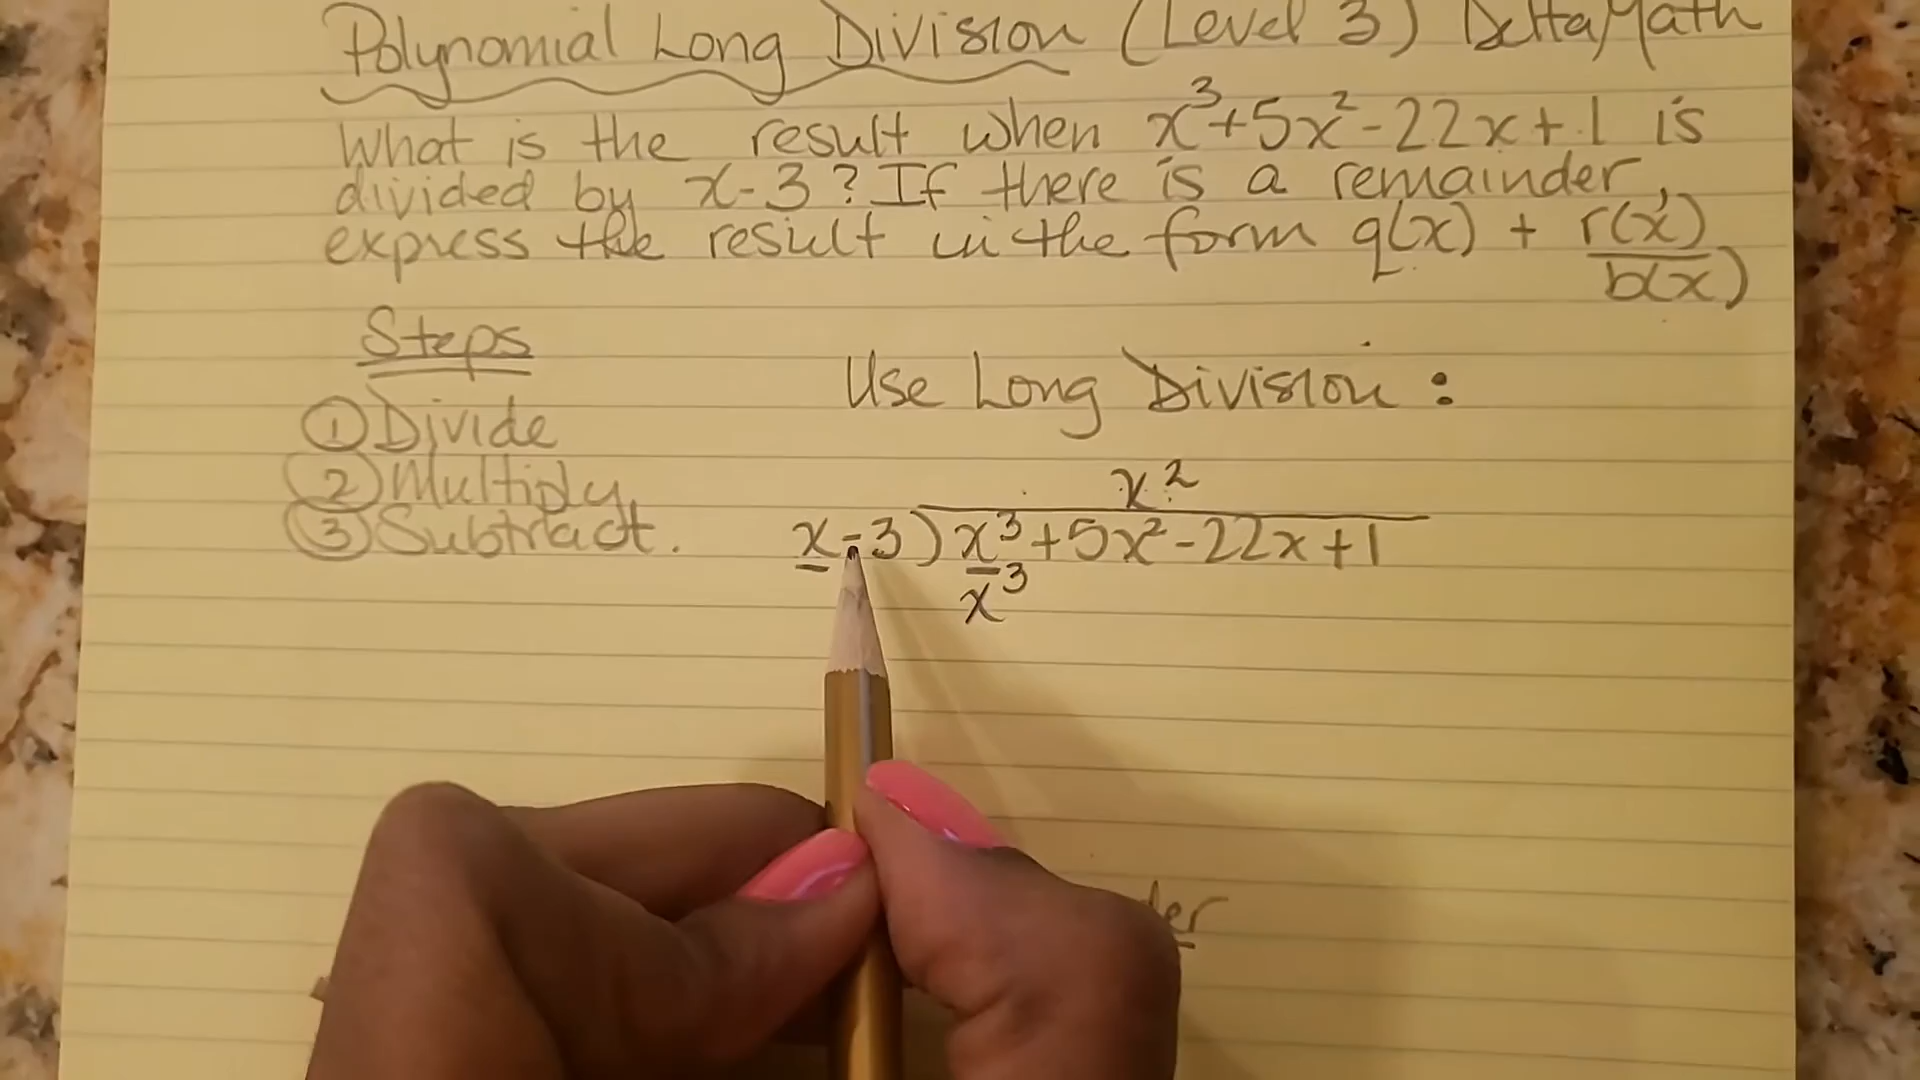 Polynomial Long Division (Level 3) DeltaMath
What is the result when x³+5x²-22x+1 is
divided by x-3? If there is a remainder,
express the result in the form q(x) + r(x)
b(x)
Steps
Use Long Division:
① Divide
② Multiply
③ Subtract.
x²
x-3)x³+5x²-22x+1
x³